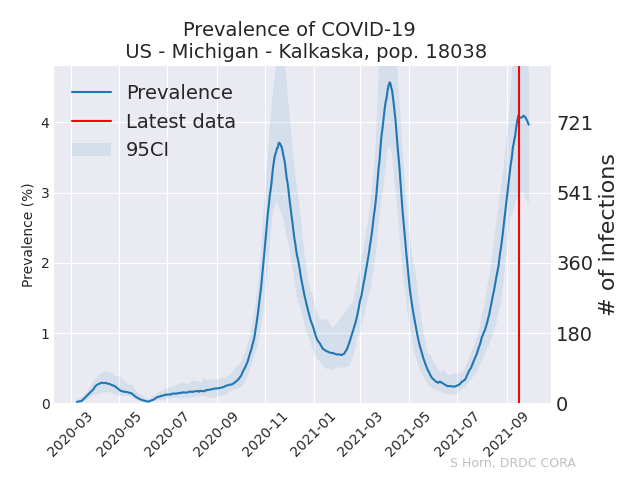 Prevalence of COVID-19
US - Michigan - Kalkaska, pop. 18038
Prevalence
Latest data
95CI
Prevalence (%)
4
3
2
1
0
721
541
360
180
0
# of infections
2020-03
2020-05
2020-07
2020-09
2020-11
2021-01
2021-03
2021-05
2021-07
2021-09
S Horn, DRDC CORA